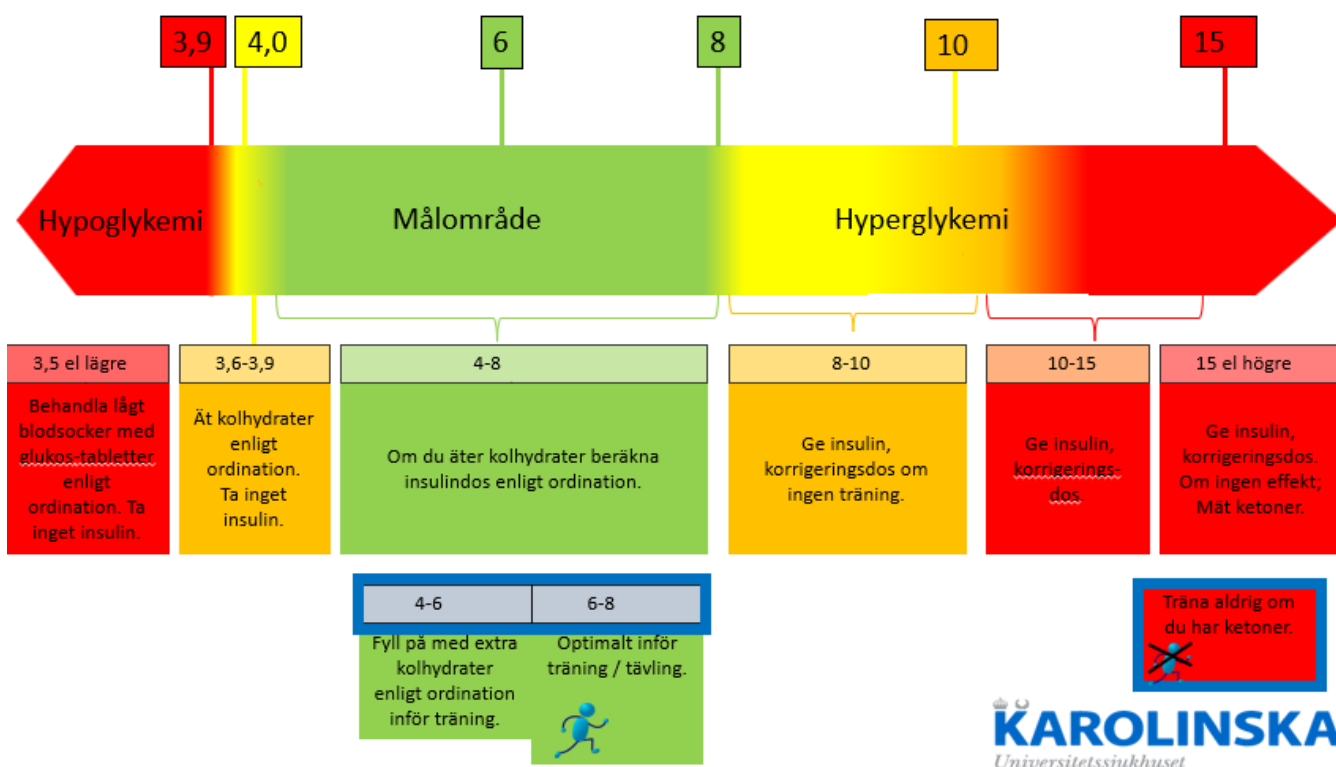 3,9
4,0
6
8
10
15
Hypoglykemi
Målområde
Hyperglykemi
3,5 el lägre
Behandla lågt
blodsocker med
glukos-tabletter
enligt
ordination. Ta
inget insulin.
3,6-3,9
Ät kolhydrater
enligt
ordination.
Ta inget
insulin.
4-8
Om du äter kolhydrater beräkna
insulindos enligt ordination.
8-10
Ge insulin,
korrigeringsdos om
ingen träning.
10-15
Ge insulin,
korrigerings-
dos.
15 el högre
Ge insulin,
korrigeringsdos.
Om ingen effekt;
Mät ketoner.
4-6
Fyll på med extra
kolhydrater
enligt ordination
inför träning.
6-8
Optimalt inför
träning / tävling.
Träna aldrig om
du har ketoner.
KAROLINSKA
Universitetssjukhuset